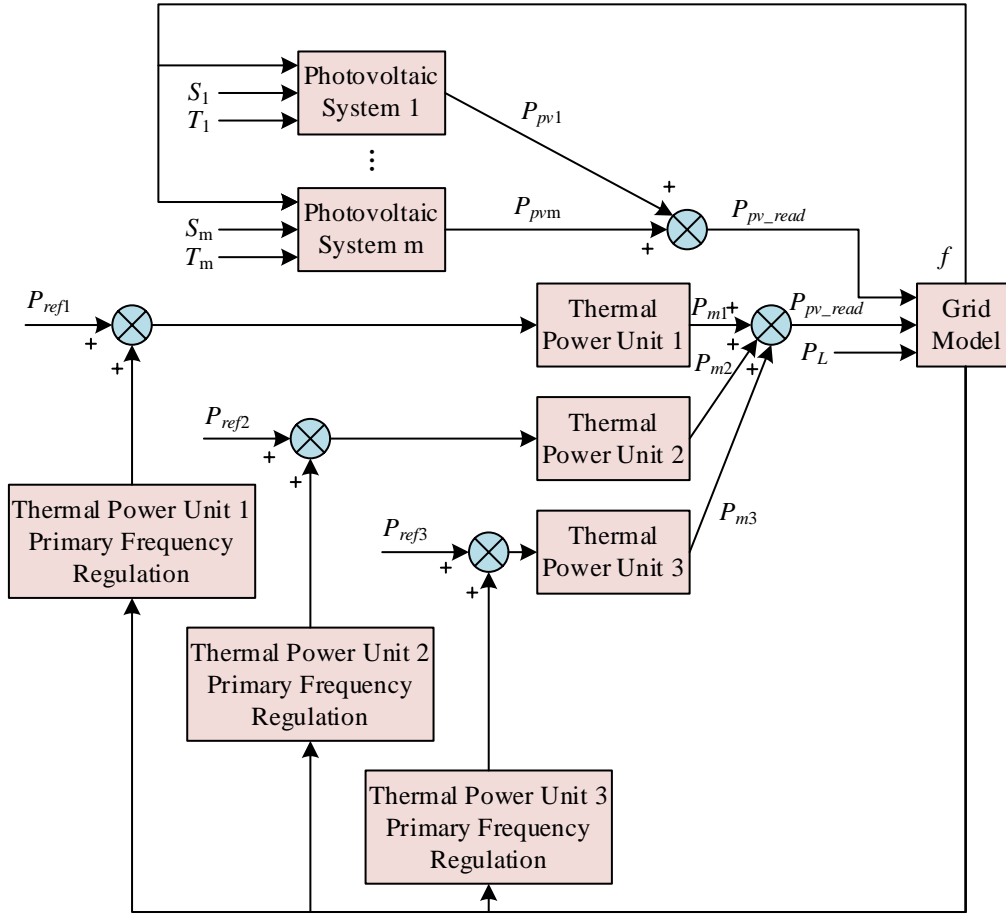 Photovoltaic
System 1
S1
T1
Ppv1
⋮
Photovoltaic
System m
Sm
Tm
Ppvm
+
+
Ppv_read
f
Grid
Model
Pref1
+
+
Thermal
Power Unit 1
Pm1
+
+
+
Ppv_read
PL
Pm2
Pref2
+
+
Thermal
Power Unit 2
Pm3
Thermal Power Unit 1
Primary Frequency
Regulation
Pref3
+
+
Thermal
Power Unit 3
Thermal Power Unit 2
Primary Frequency
Regulation
Thermal Power Unit 3
Primary Frequency
Regulation